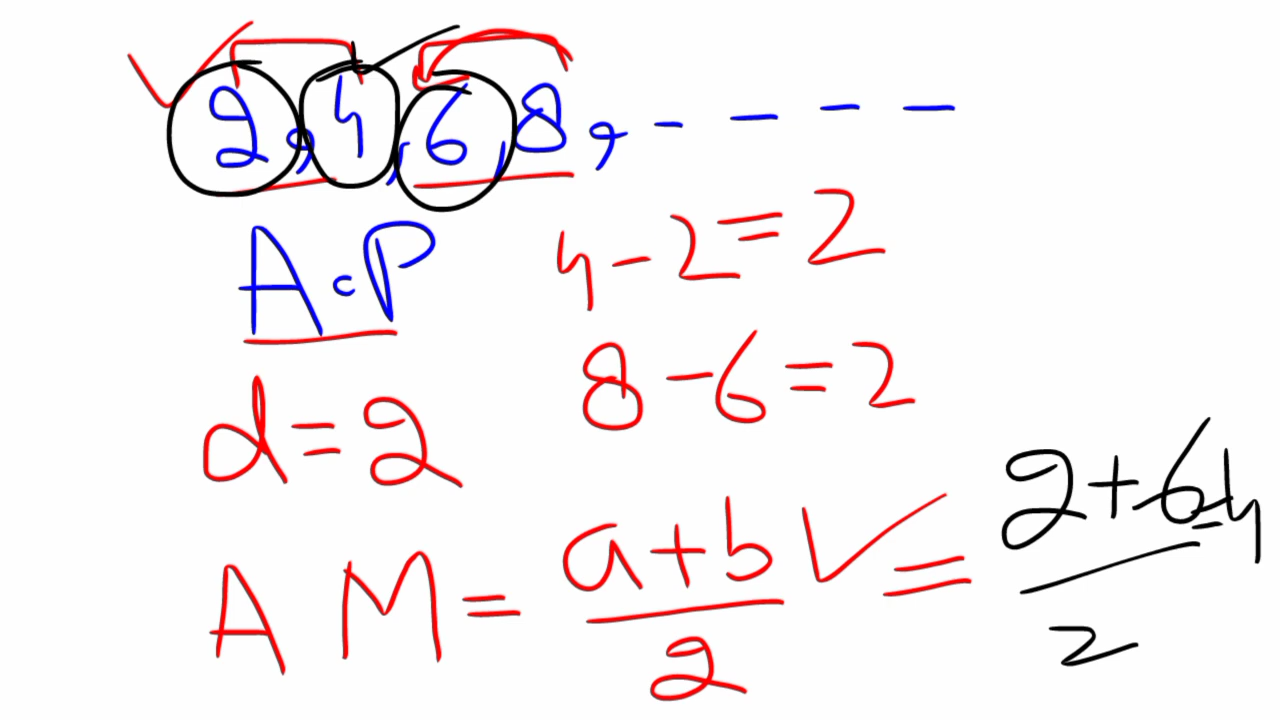 2, 4, 6, 8, - - - -
A.P
4 - 2 = 2
8 - 6 = 2
d = 2
AM = a+b/2 = 2+6/2 = 4